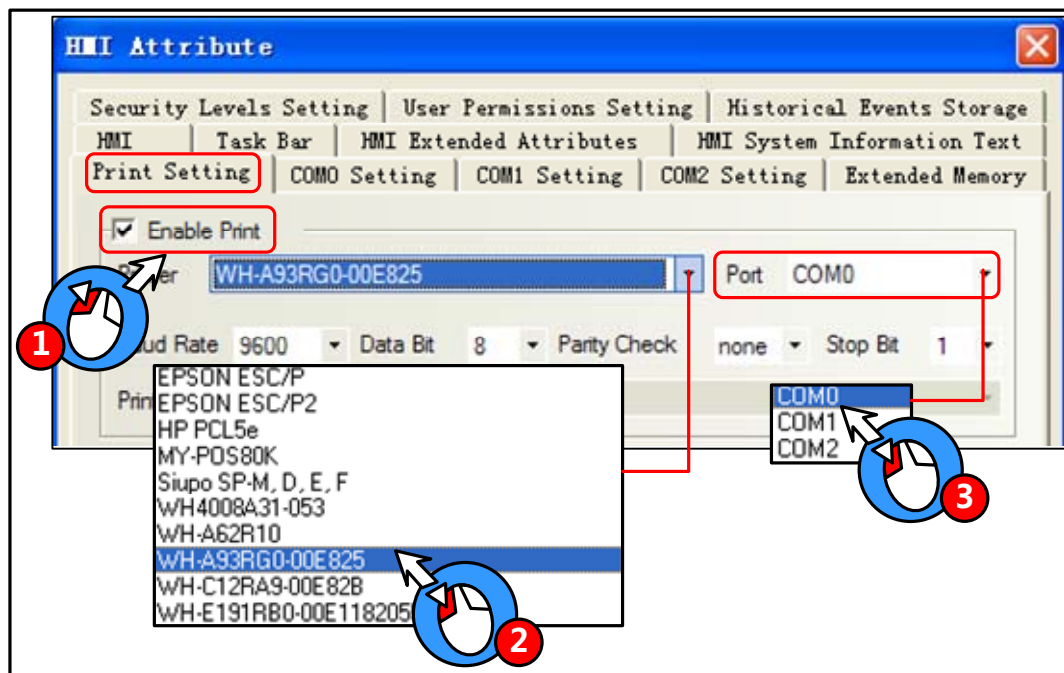 HMI Attribute
Security Levels Setting User Permissions Setting Historical Events Storage
HMI Task Bar HMI Extended Attributes HMI System Information Text
Print Setting COM0 Setting COM1 Setting COM2 Setting Extended Memory
Enable Print
WH-A93RG0-00E825 Port COM0
1
Rate 9600 Data Bit 8 Parity Check none Stop Bit 1
EPSON ESC/P
EPSON ESC/P2
HP PCL5e
MY-POS80K
Siupo SP-M, D, E, F
WH4008A31-053
WH-A62R10
WH-A93RG0-00E825
WH-C12RA9-00E82B
WH-E191RB0-00E118205
2
COM0
COM1
COM2
3